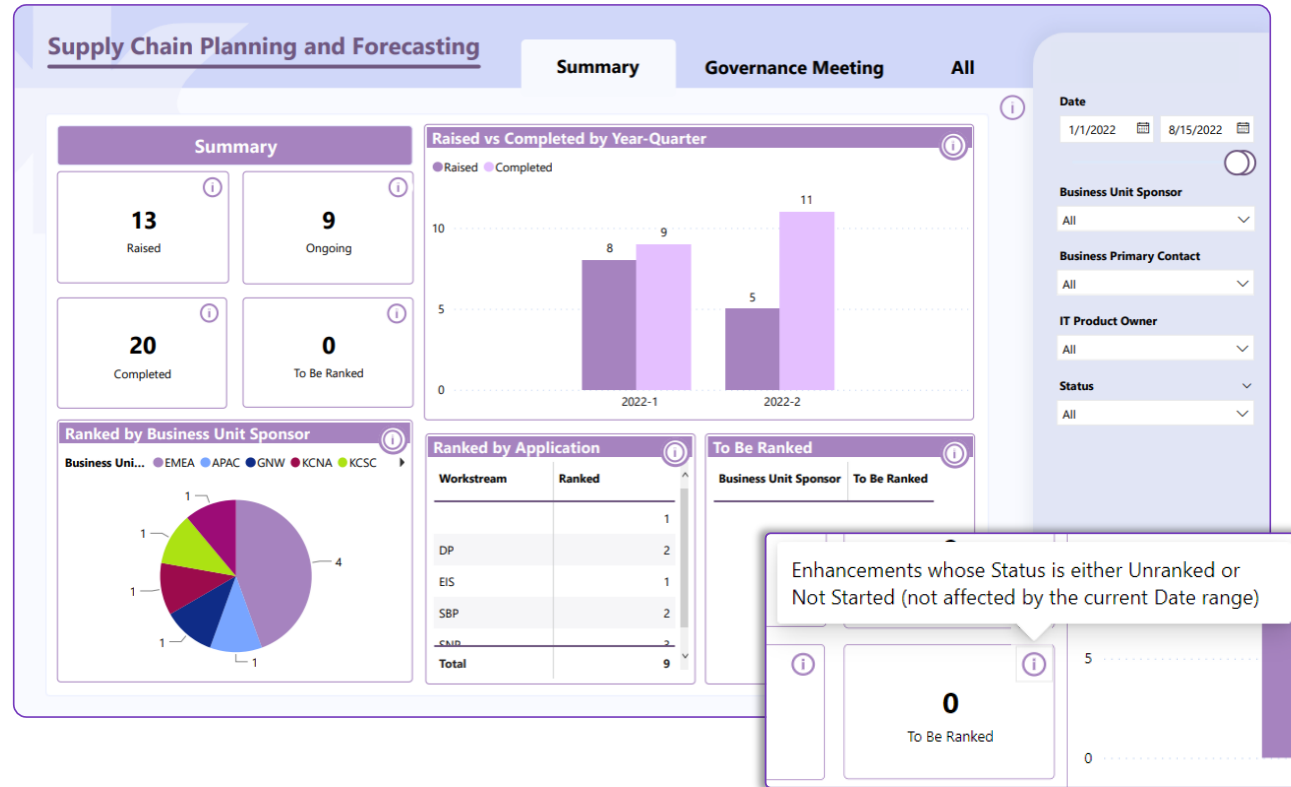 Supply Chain Planning and Forecasting
Summary
Governance Meeting
All
Summary
13
Raised
9
Ongoing
20
Completed
0
To Be Ranked
Raised vs Completed by Year-Quarter
Raised Completed
10
5
0
8
9
5
11
2022-1
2022-2
Date
1/1/2022
8/15/2022
Business Unit Sponsor
All
Business Primary Contact
All
IT Product Owner
All
Status
All
Ranked by Business Unit Sponsor
Business Uni... EMEA APAC GNW KCNA KCSC
1
1
1
1
1
4
Ranked by Application
Workstream Ranked
1
DP 2
EIS 1
SBP 2
SNP 3
Total 9
To Be Ranked
Business Unit Sponsor To Be Ranked
Enhancements whose Status is either Unranked or
Not Started (not affected by the current Date range)
0
To Be Ranked
5
0